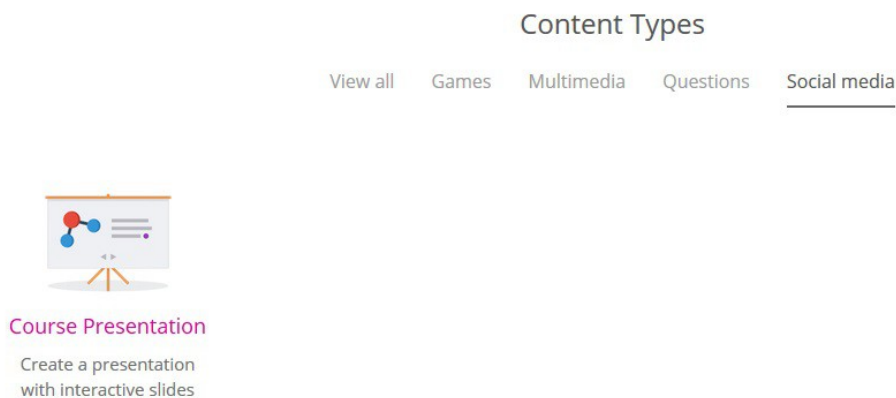 Content Types
View all Games Multimedia Questions Social media
Course Presentation
Create a presentation
with interactive slides